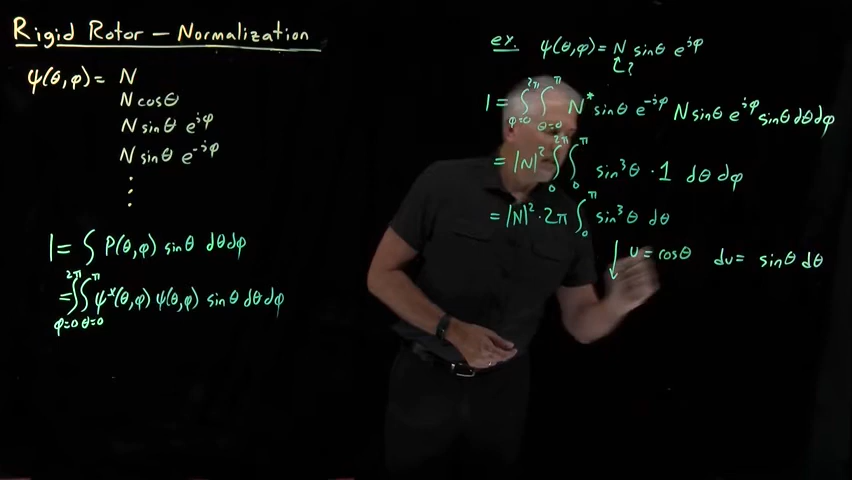 Rigid Rotor – Normalization
ψ(θ,φ) = N
N cosθ
N sinθ e^{iφ}
N sinθ e^{-iφ}
⋮
1 = ∫ P(θ,φ) sinθ dθdφ
= ∫_{φ=0}^{2π} ∫_{θ=0}^{π} ψ*(θ,φ) ψ(θ,φ) sinθ dθdφ
ex. ψ(θ,φ) = N sinθ e^{iφ}
?
1 = ∫_{φ=0}^{2π} ∫_{θ=0}^{π} N* sinθ e^{-iφ} N sinθ e^{iφ} sinθ dθdφ
= |N|² ∫_0^{2π} ∫_0^{π} sin³θ · 1 dθ dφ
= |N|² · 2π ∫_0^{π} sin³θ dθ
↓ u = cosθ du = sinθ dθ